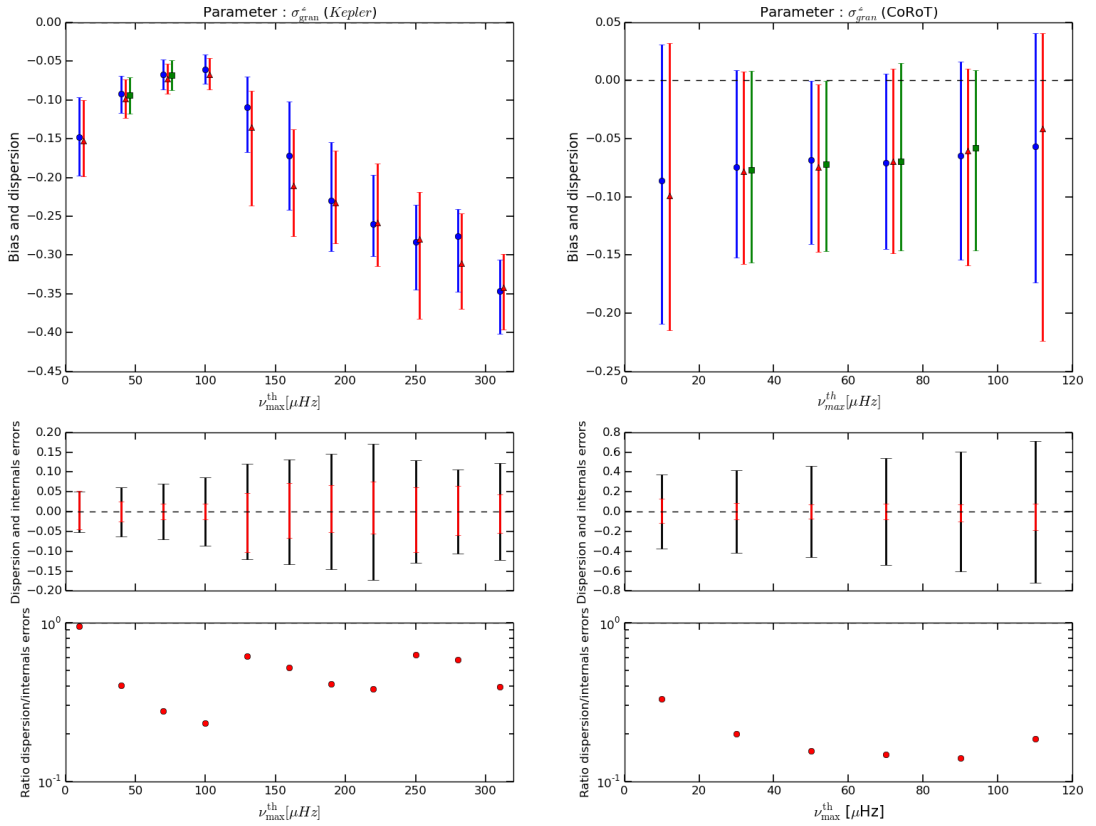 Parameter : σ²gran (Kepler)
0.00
−0.05
−0.10
−0.15
−0.20
−0.25
−0.30
−0.35
−0.40
−0.45
Bias and dispersion
0 50 100 150 200 250 300
νᵗʰmax[μHz]
Parameter : σ²gran (CoRoT)
0.05
0.00
−0.05
−0.10
−0.15
−0.20
−0.25
Bias and dispersion
0 20 40 60 80 100 120
νᵗʰmax[μHz]
0.20
0.15
0.10
0.05
0.00
−0.05
−0.10
−0.15
−0.20
Dispersion and internals errors
0.8
0.6
0.4
0.2
0.0
−0.2
−0.4
−0.6
−0.8
Dispersion and internals errors
10⁰
10⁻¹
Ratio dispersion/internals errors
0 50 100 150 200 250 300
νᵗʰmax[μHz]
10⁰
10⁻¹
Ratio dispersion/internals errors
0 20 40 60 80 100 120
νᵗʰmax [μHz]